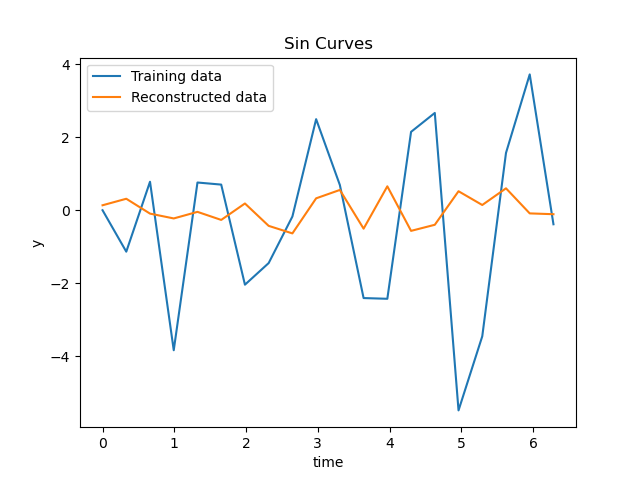 Sin Curves
Training data
Reconstructed data
4
2
0
−2
−4
y
0 1 2 3 4 5 6
time